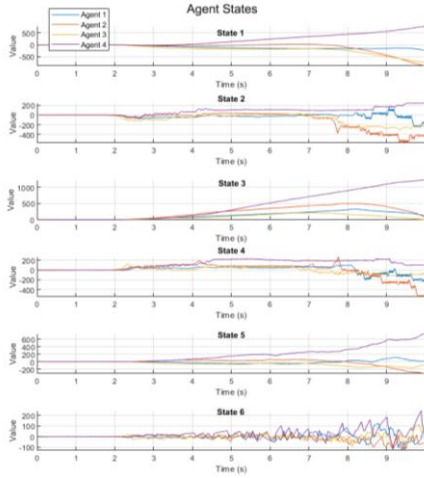 Agent States
Agent 1
Agent 2
Agent 3
Agent 4
State 1
Value
500
0
-500
0 1 2 3 4 5 6 7 8 9
Time (s)
State 2
Value
200
0
-200
-400
0 1 2 3 4 5 6 7 8 9
Time (s)
State 3
Value
1000
500
0
0 1 2 3 4 5 6 7 8 9
Time (s)
State 4
Value
200
0
-200
-400
0 1 2 3 4 5 6 7 8 9
Time (s)
State 5
Value
600
400
200
0
-200
0 1 2 3 4 5 6 7 8 9
Time (s)
State 6
Value
200
100
0
-100
0 1 2 3 4 5 6 7 8 9
Time (s)